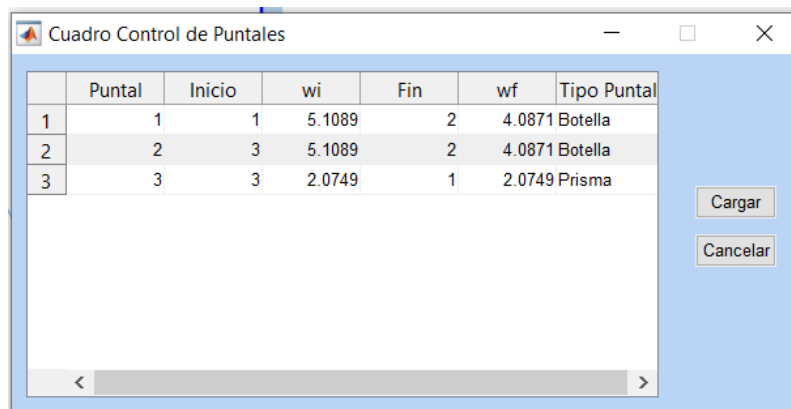 Cuadro Control de Puntales
Puntal Inicio wi Fin wf Tipo Puntal
1 1 1 5.1089 2 4.0871 Botella
2 2 3 5.1089 2 4.0871 Botella
3 3 3 2.0749 1 2.0749 Prisma
Cargar
Cancelar